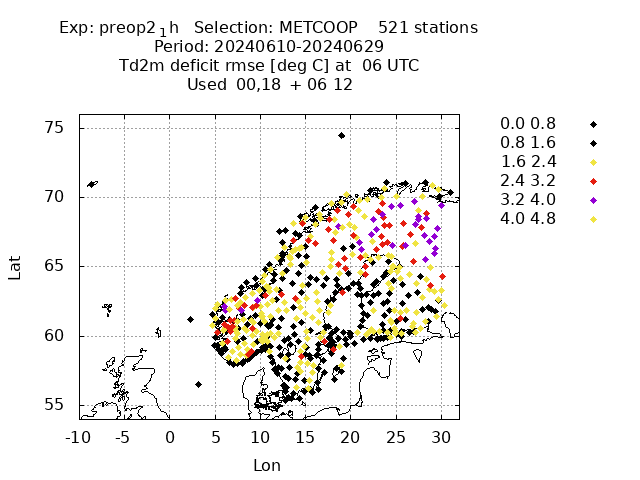 Exp: preop2 1 h Selection: METCOOP 521 stations
Period: 20240610-20240629
Td2m deficit rmse [deg C] at 06 UTC
Used 00,18 + 06 12
0.0 0.8
0.8 1.6
1.6 2.4
2.4 3.2
3.2 4.0
4.0 4.8
75
70
65
60
55
Lat
-10 -5 0 5 10 15 20 25 30
Lon